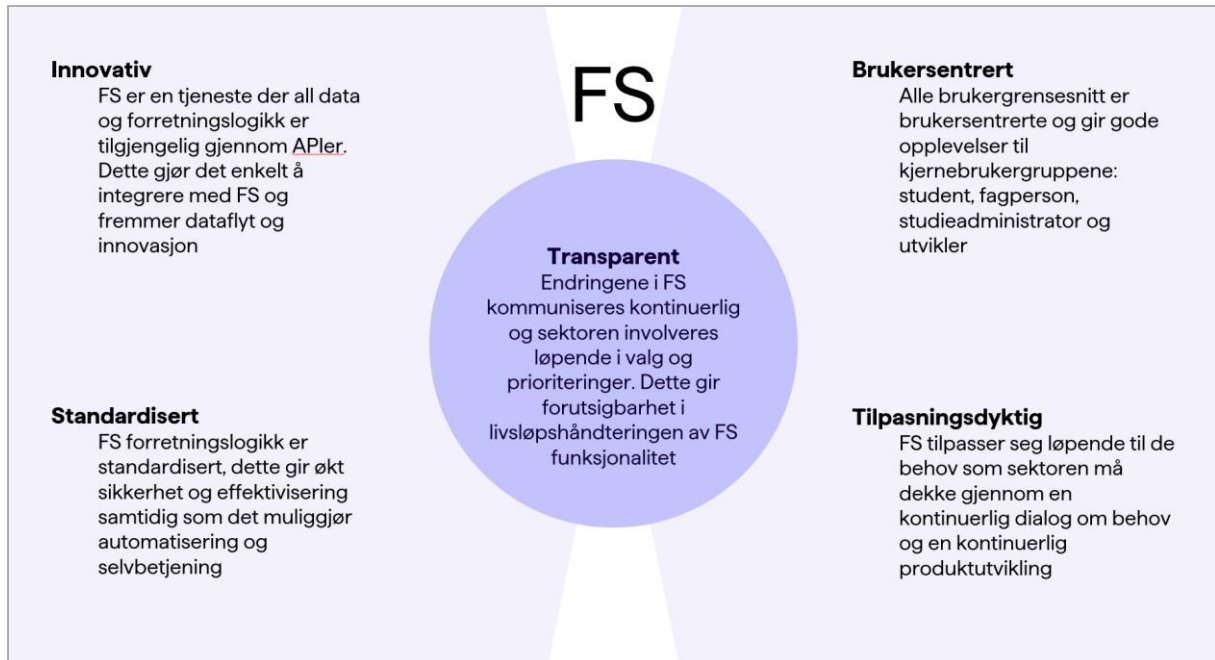 FS
Innovativ
FS er en tjeneste der all data
og forretningslogikk er
tilgjengelig gjennom APIer.
Dette gjør det enkelt å
integrere med FS og
fremmer dataflyt og
innovasjon
Brukersentrert
Alle brukergrensesnitt er
brukersentrerte og gir gode
opplevelser til
kjernebrukergruppene:
student, fagperson,
studieadministrator og
utvikler
Transparent
Endringene i FS
kommuniseres kontinuerlig
og sektoren involveres
løpende i valg og
prioriteringer. Dette gir
forutsigbarhet i
livsløpshåndteringen av FS
funksjonalitet
Standardisert
FS forretningslogikk er
standardisert, dette gir økt
sikkerhet og effektivisering
samtidig som det muliggjør
automatisering og
selvbetjening
Tilpasningsdyktig
FS tilpasser seg løpende til de
behov som sektoren må
dekke gjennom en
kontinuerlig dialog om behov
og en kontinuerlig
produktutvikling